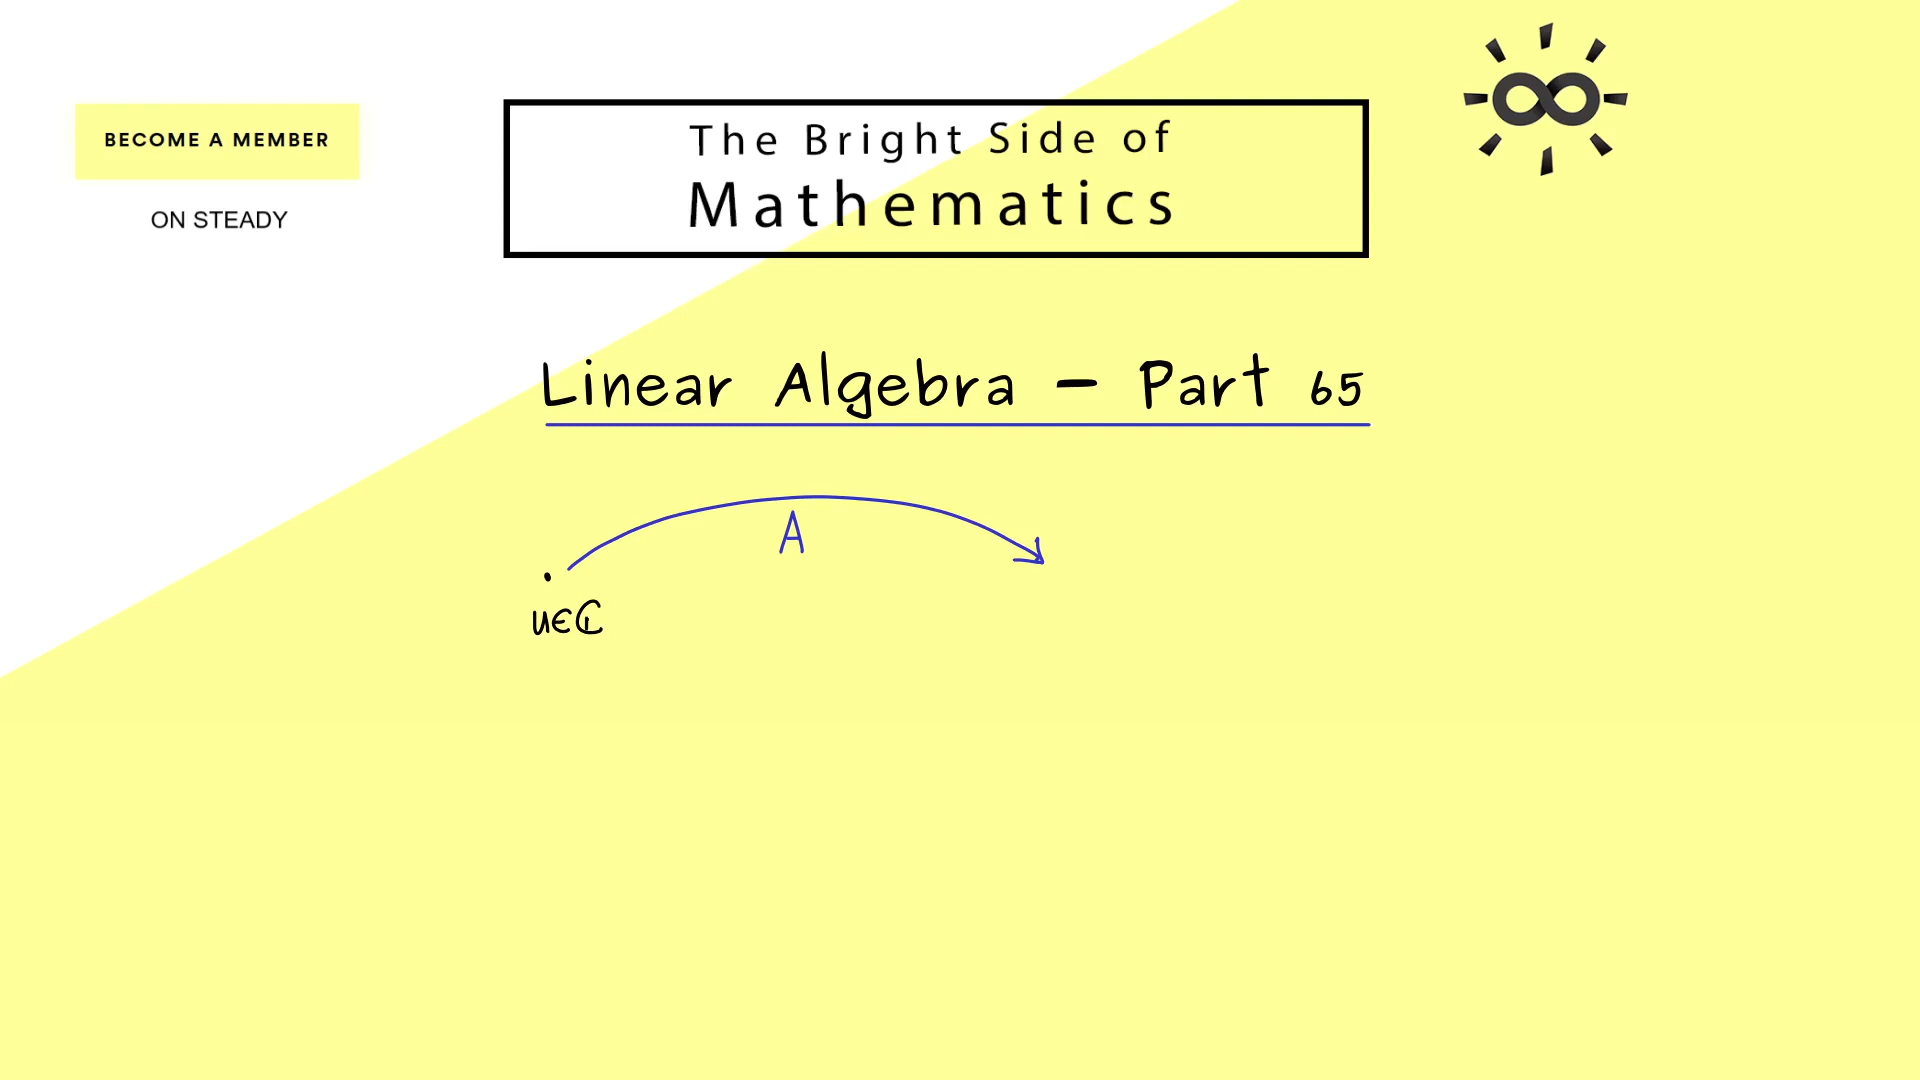 BECOME A MEMBER
ON STEADY
The Bright Side of
Mathematics
Linear Algebra – Part 65
A
u∈ℂ